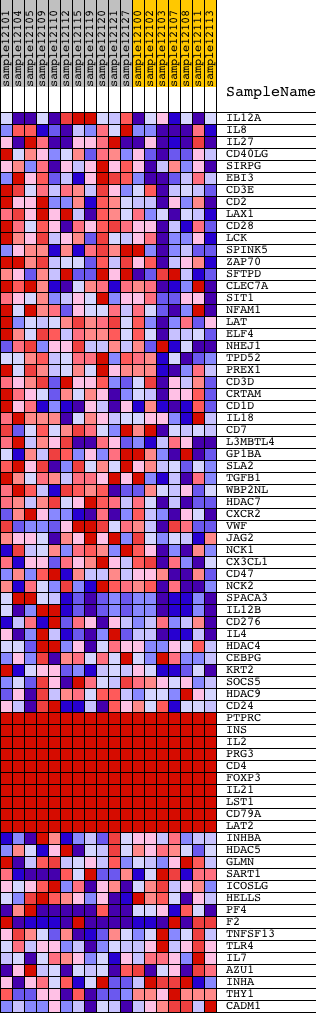 sample12101
sample12104
sample12105
sample12109
sample12110
sample12112
sample12115
sample12120
sample12127
sample12100
sample12102
sample12103
sample12107
sample12108
sample12111
SampleName
IL12A
IL8
IL27
CD40LG
SIRPG
EBI3
CD3E
CD2
LAX1
CD28
LCK
SPINK5
ZAP70
SFTPD
CLEC7A
SIT1
NFAM1
LAT
ELF4
NHEJ1
TPD52
PREX1
CD3D
CRTAM
CD1D
IL18
CD7
L3MBTL4
GP1BA
SLA2
TGFB1
WBP2NL
HDAC7
CXCR2
VWF
JAG2
NCK1
CX3CL1
CD47
NCK2
SPACA3
IL12B
CD276
IL4
HDAC4
CEBPG
KRT2
SOCS5
HDAC9
CD24
PTPRC
INS
IL2
PRG3
CD4
FOXP3
IL21
LST1
CD79A
LAT2
INHBA
HDAC5
GLMN
SART1
ICOSLG
HELLS
PF4
F2
TNFSF13
TLR4
IL7
AZU1
INHA
THY1
CADM1